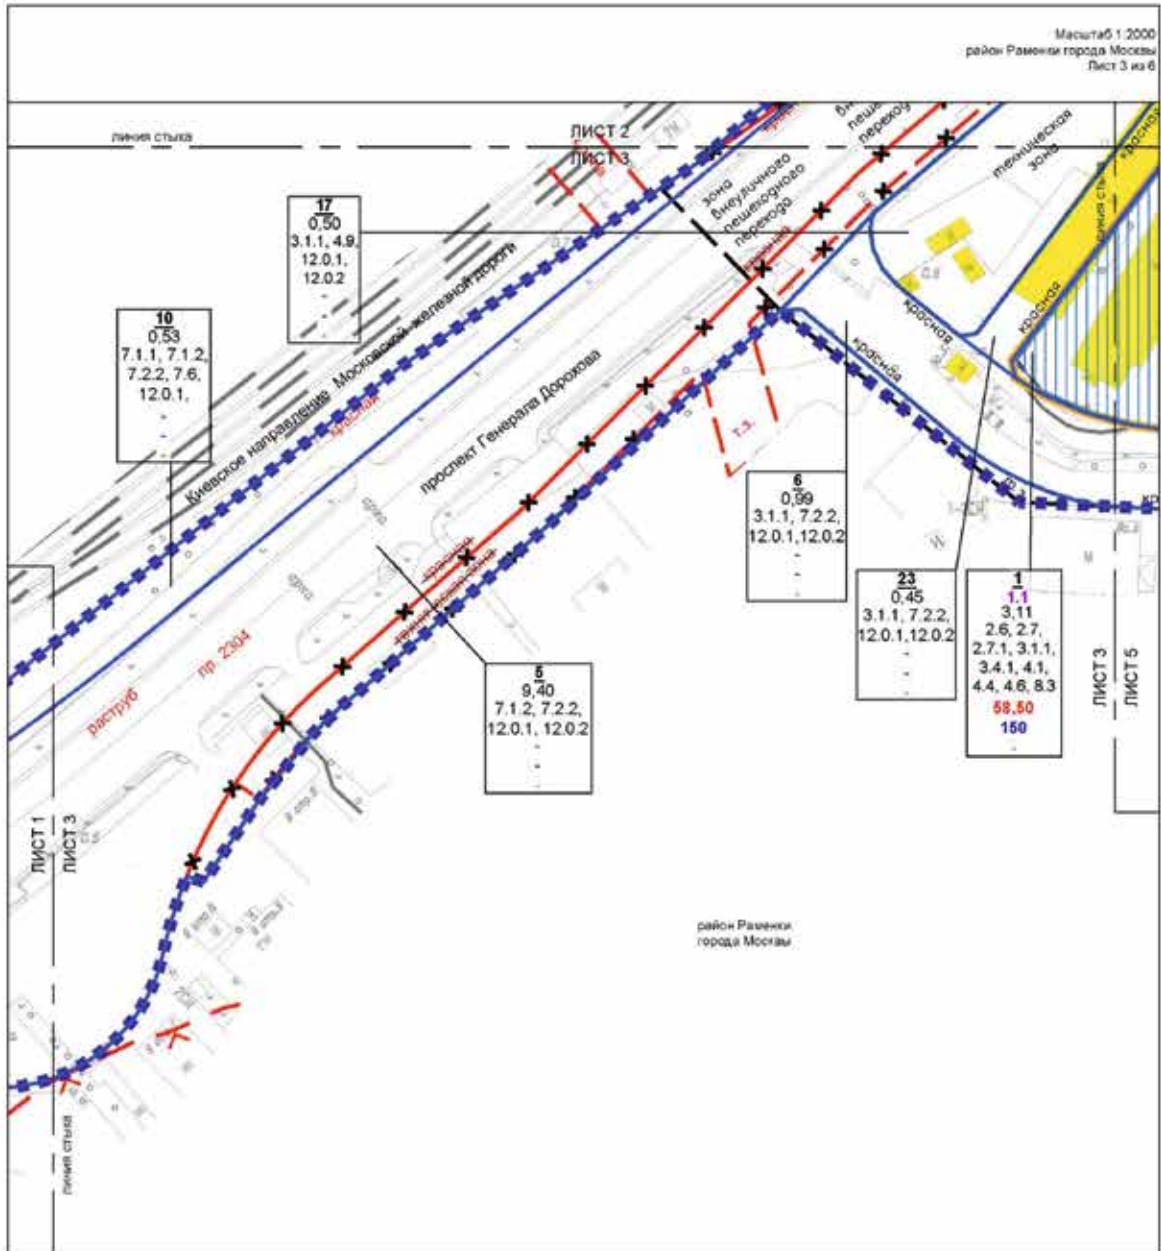 Масштаб 1:2000
район Раменки города Москвы
Лист 3 из 6
линия стыка
ЛИСТ 2
ЛИСТ 3
зона
внеуличного
пешеходного
перехода
техническая
зона
линия стыка
красная
красная
красная
красная
красная
17
0,50
3.1.1, 4.9,
12.0.1,
12.0.2
-
-
-
10
0,53
7.1.1, 7.1.2,
7.2.2, 7.6,
12.0.1,
-
-
-
Киевское направление Московской железной дороги
красная
проспект Генерала Дорохова
т.з.
6
0,99
3.1.1, 7.2.2,
12.0.1,12.0.2
-
-
-
23
0,45
3.1.1, 7.2.2,
12.0.1,12.0.2
-
-
-
1
1.1
3,11
2.6, 2.7,
2.7.1, 3.1.1,
3.4.1, 4.1,
4.4, 4.6, 8.3
58,50
150
-
5
9,40
7.1.2, 7.2.2,
12.0.1, 12.0.2
-
-
-
красная
пр. 2304
раструб
ЛИСТ 3
ЛИСТ 5
ЛИСТ 1
ЛИСТ 3
район Раменки
города Москвы
линия стыка